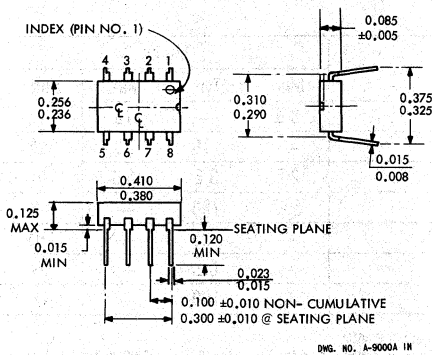 INDEX (PIN NO. 1)
4 3 2 1
0.256
0.236
5 6 7 8
0.085
±0.005
0.310
0.290
0.375
0.325
0.015
0.008
0.410
0.380
0.125
MAX
0.015
MIN
0.120
MIN
SEATING PLANE
0.023
0.015
0.100 ±0.010 NON- CUMULATIVE
0.300 ±0.010 @ SEATING PLANE
DWG. NO. A-9000A IN